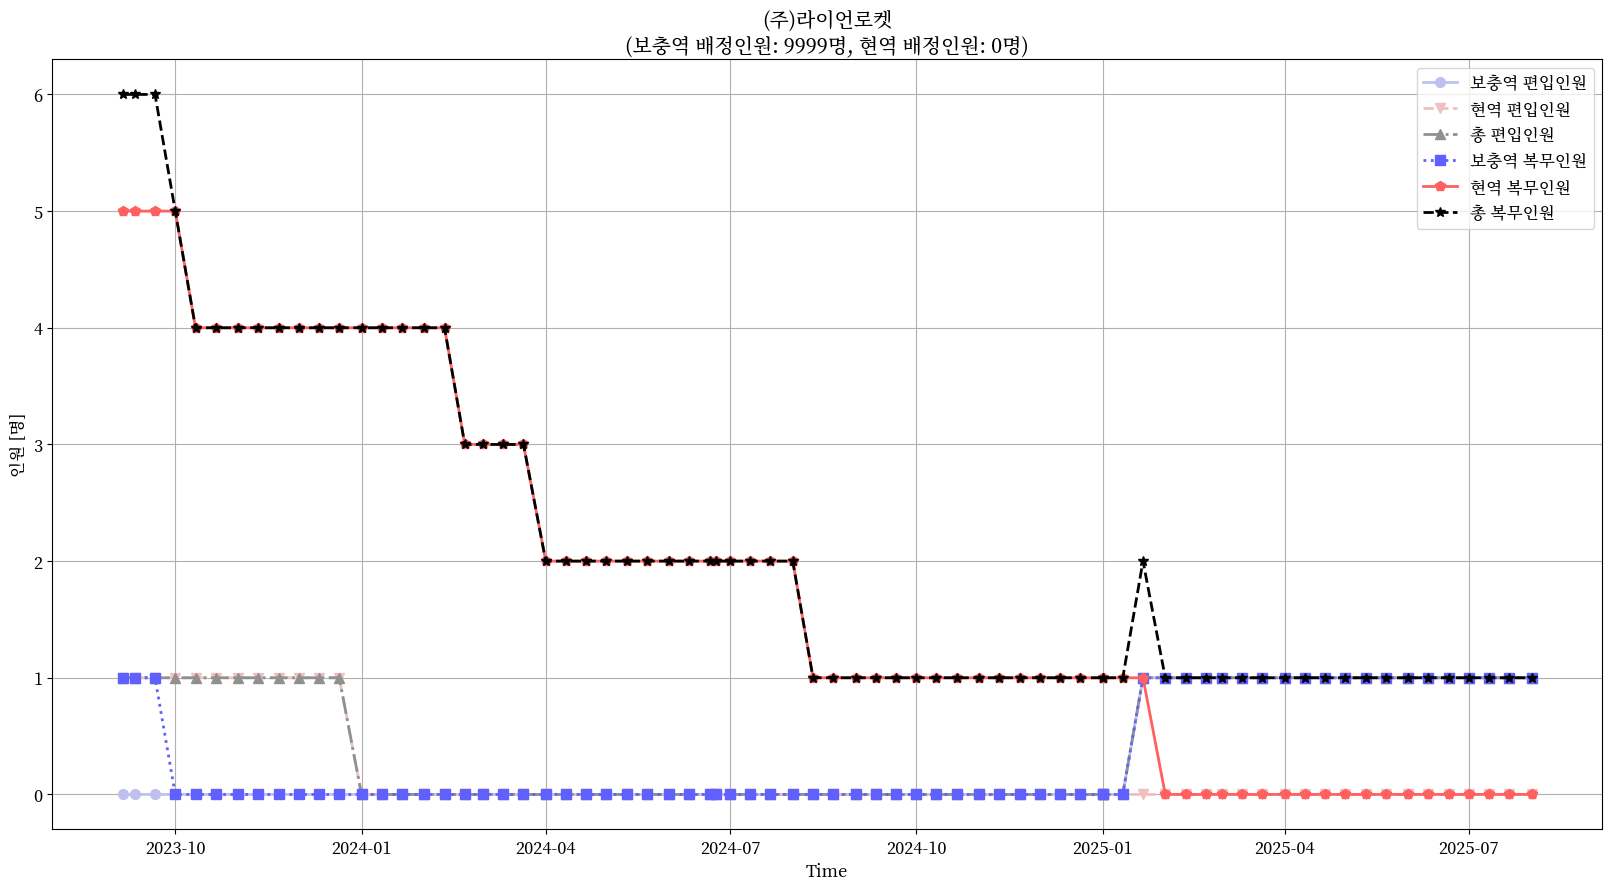 (주)라이언로켓
(보충역 배정인원: 9999명, 현역 배정인원: 0명)
보충역 편입인원
현역 편입인원
총 편입인원
보충역 복무인원
현역 복무인원
총 복무인원
인원 [명]
6
5
4
3
2
1
0
2023-10 2024-01 2024-04 2024-07 2024-10 2025-01 2025-04 2025-07
Time